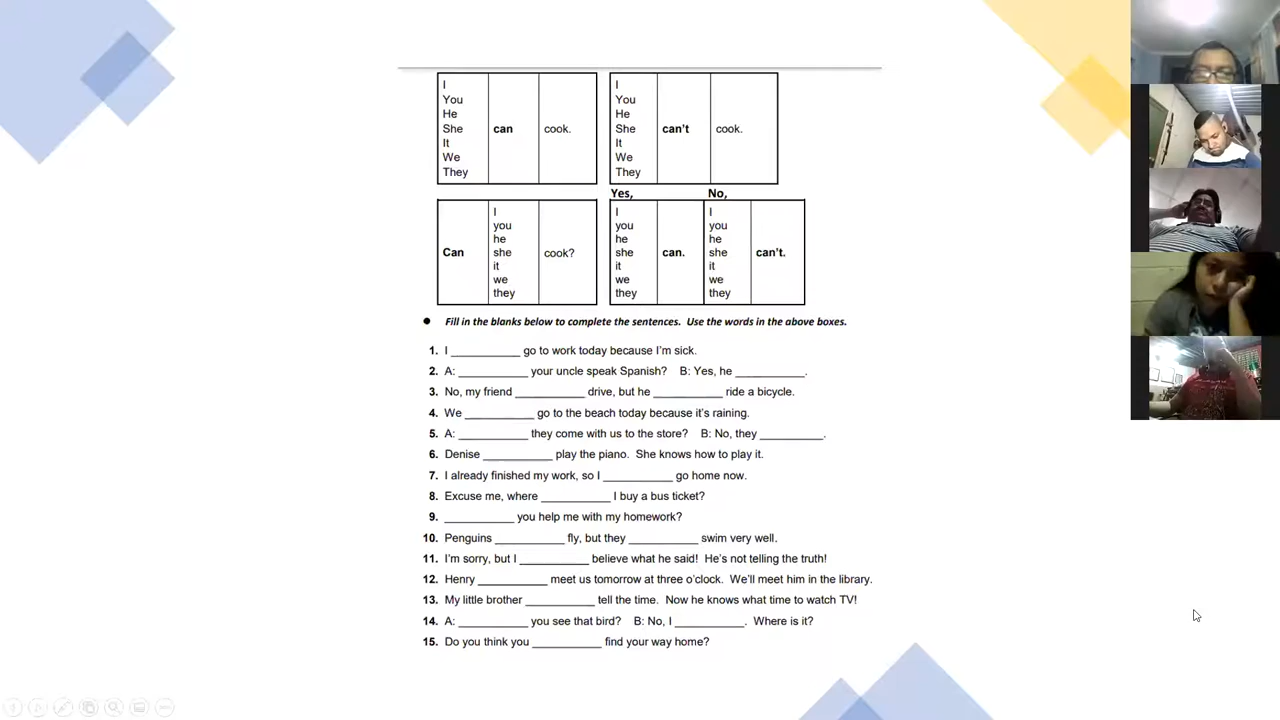 I
You
He
She
It
We
They
can
cook.
I
You
He
She
It
We
They
can't
cook.
Yes,
No,
Can
I
you
he
she
it
we
they
cook?
I
you
he
she
it
we
they
can.
I
you
he
she
it
we
they
can't.
● Fill in the blanks below to complete the sentences. Use the words in the above boxes.
1. I ___________ go to work today because I'm sick.
2. A: ___________ your uncle speak Spanish? B: Yes, he ___________.
3. No, my friend ___________ drive, but he ___________ ride a bicycle.
4. We ___________ go to the beach today because it's raining.
5. A: ___________ they come with us to the store? B: No, they __________.
6. Denise ___________ play the piano. She knows how to play it.
7. I already finished my work, so I ___________ go home now.
8. Excuse me, where ___________ I buy a bus ticket?
9. ___________ you help me with my homework?
10. Penguins ___________ fly, but they ___________ swim very well.
11. I'm sorry, but I ___________ believe what he said! He's not telling the truth!
12. Henry ___________ meet us tomorrow at three o'clock. We'll meet him in the library.
13. My little brother ___________ tell the time. Now he knows what time to watch TV!
14. A: ___________ you see that bird? B: No, I ___________. Where is it?
15. Do you think you ___________ find your way home?